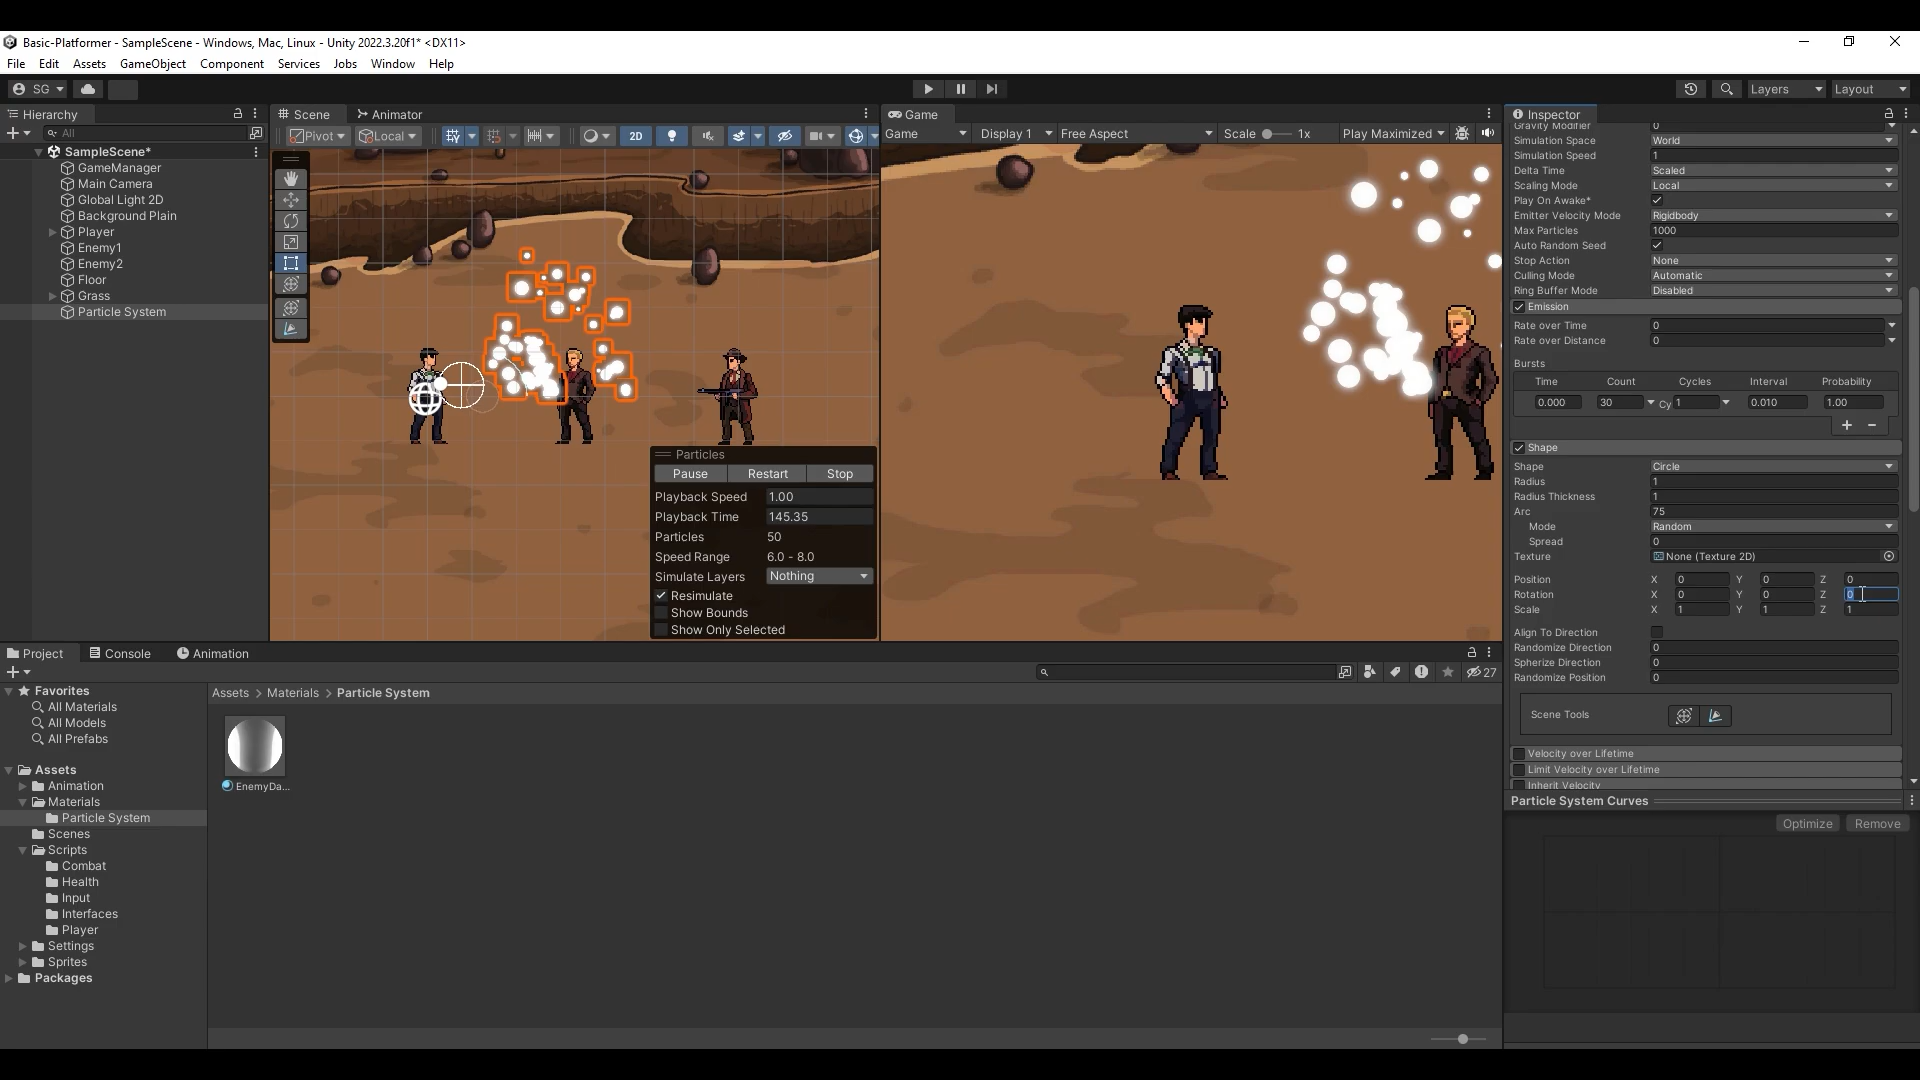 Basic-Platformer - SampleScene - Windows, Mac, Linux - Unity 2022.3.20f1* <DX11>
File Edit Assets GameObject Component Services Jobs Window Help
SG
Layers
Layout
Hierarchy
All
SampleScene*
GameManager
Main Camera
Global Light 2D
Background Plain
Player
Enemy1
Enemy2
Floor
Grass
Particle System
Scene
Animator
Pivot
Local
2D
Particles
Pause Restart Stop
Playback Speed 1.00
Playback Time 145.35
Particles 50
Speed Range 6.0 - 8.0
Simulate Layers Nothing
Resimulate
Show Bounds
Show Only Selected
Game
Game Display 1 Free Aspect Scale 1x Play Maximized
Inspector
Gravity Modifier 0
Simulation Space World
Simulation Speed 1
Delta Time Scaled
Scaling Mode Local
Play On Awake*
Emitter Velocity Mode Rigidbody
Max Particles 1000
Auto Random Seed
Stop Action None
Culling Mode Automatic
Ring Buffer Mode Disabled
Emission
Rate over Time 0
Rate over Distance 0
Bursts
Time Count Cycles Interval Probability
0.000 30 Cy 1 0.010 1.00
+ −
Shape
Shape Circle
Radius 1
Radius Thickness 1
Arc 75
Mode Random
Spread 0
Texture None (Texture 2D)
Position X 0 Y 0 Z 0
Rotation X 0 Y 0 Z 0
Scale X 1 Y 1 Z 1
Align To Direction
Randomize Direction 0
Spherize Direction 0
Randomize Position 0
Scene Tools
Velocity over Lifetime
Limit Velocity over Lifetime
Inherit Velocity
Particle System Curves
Optimize Remove
Project
Console
Animation
27
Favorites
All Materials
All Models
All Prefabs
Assets
Animation
Materials
Particle System
Scenes
Scripts
Combat
Health
Input
Interfaces
Player
Settings
Sprites
Packages
Assets > Materials > Particle System
EnemyDa...